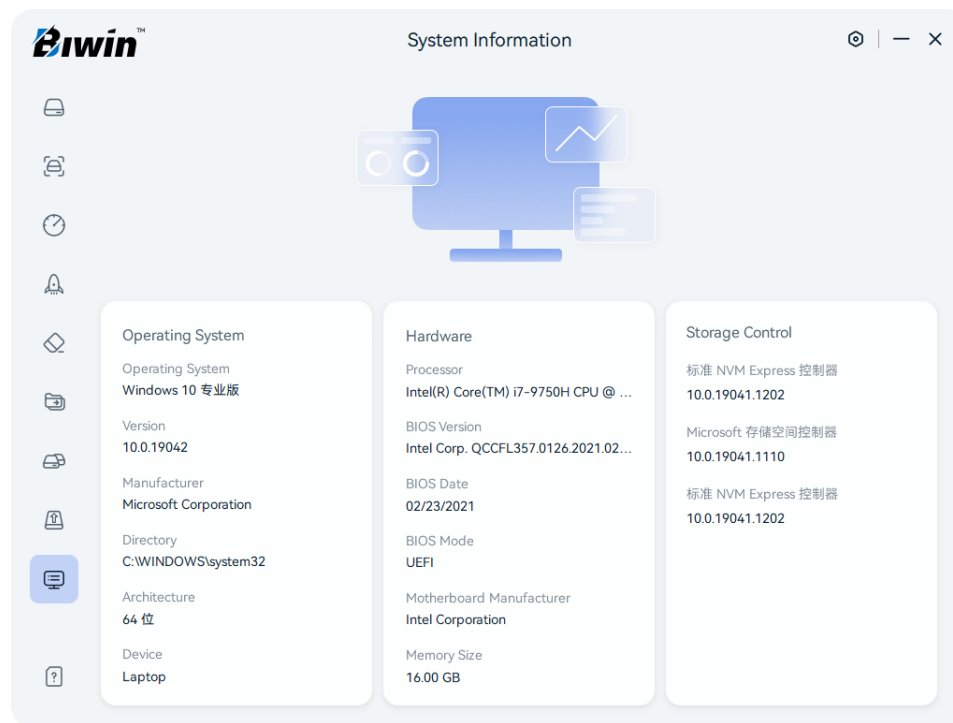 Biwin™
System Information
Operating System
Operating System
Windows 10 专业版
Version
10.0.19042
Manufacturer
Microsoft Corporation
Directory
C:\WINDOWS\system32
Architecture
64 位
Device
Laptop
Hardware
Processor
Intel(R) Core(TM) i7-9750H CPU @ ...
BIOS Version
Intel Corp. QCCFL357.0126.2021.02...
BIOS Date
02/23/2021
BIOS Mode
UEFI
Motherboard Manufacturer
Intel Corporation
Memory Size
16.00 GB
Storage Control
标准 NVM Express 控制器
10.0.19041.1202
Microsoft 存储空间控制器
10.0.19041.1110
标准 NVM Express 控制器
10.0.19041.1202